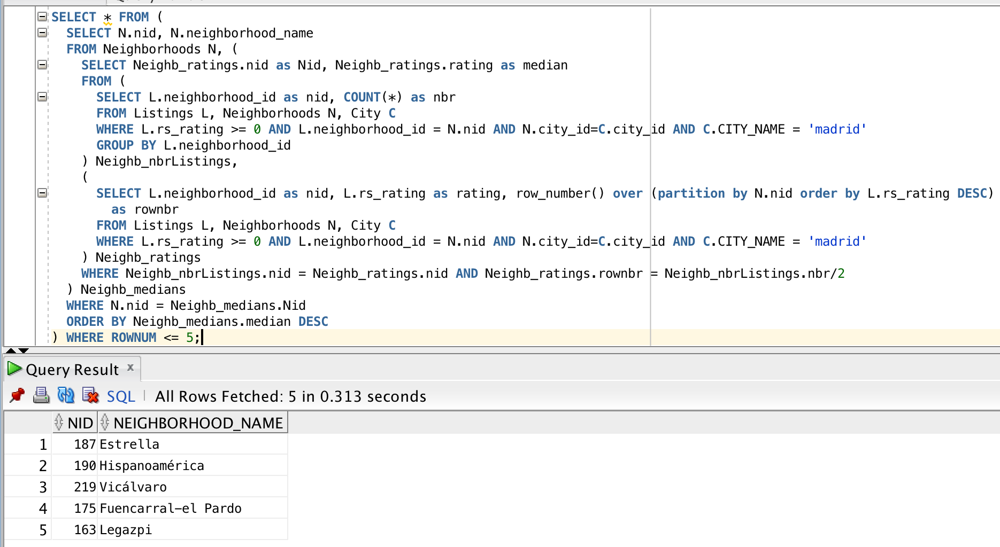 SELECT * FROM (
SELECT N.nid, N.neighborhood_name
FROM Neighborhoods N, (
SELECT Neighb_ratings.nid as Nid, Neighb_ratings.rating as median
FROM (
SELECT L.neighborhood_id as nid, COUNT(*) as nbr
FROM Listings L, Neighborhoods N, City C
WHERE L.rs_rating >= 0 AND L.neighborhood_id = N.nid AND N.city_id=C.city_id AND C.CITY_NAME = 'madrid'
GROUP BY L.neighborhood_id
) Neighb_nbrListings,
(
SELECT L.neighborhood_id as nid, L.rs_rating as rating, row_number() over (partition by N.nid order by L.rs_rating DESC)
as rownbr
FROM Listings L, Neighborhoods N, City C
WHERE L.rs_rating >= 0 AND L.neighborhood_id = N.nid AND N.city_id=C.city_id AND C.CITY_NAME = 'madrid'
) Neighb_ratings
WHERE Neighb_nbrListings.nid = Neighb_ratings.nid AND Neighb_ratings.rownbr = Neighb_nbrListings.nbr/2
) Neighb_medians
WHERE N.nid = Neighb_medians.Nid
ORDER BY Neighb_medians.median DESC
) WHERE ROWNUM <= 5;
Query Result x
SQL | All Rows Fetched: 5 in 0.313 seconds
NID NEIGHBORHOOD_NAME
1 187 Estrella
2 190 Hispanoamérica
3 219 Vicálvaro
4 175 Fuencarral-el Pardo
5 163 Legazpi